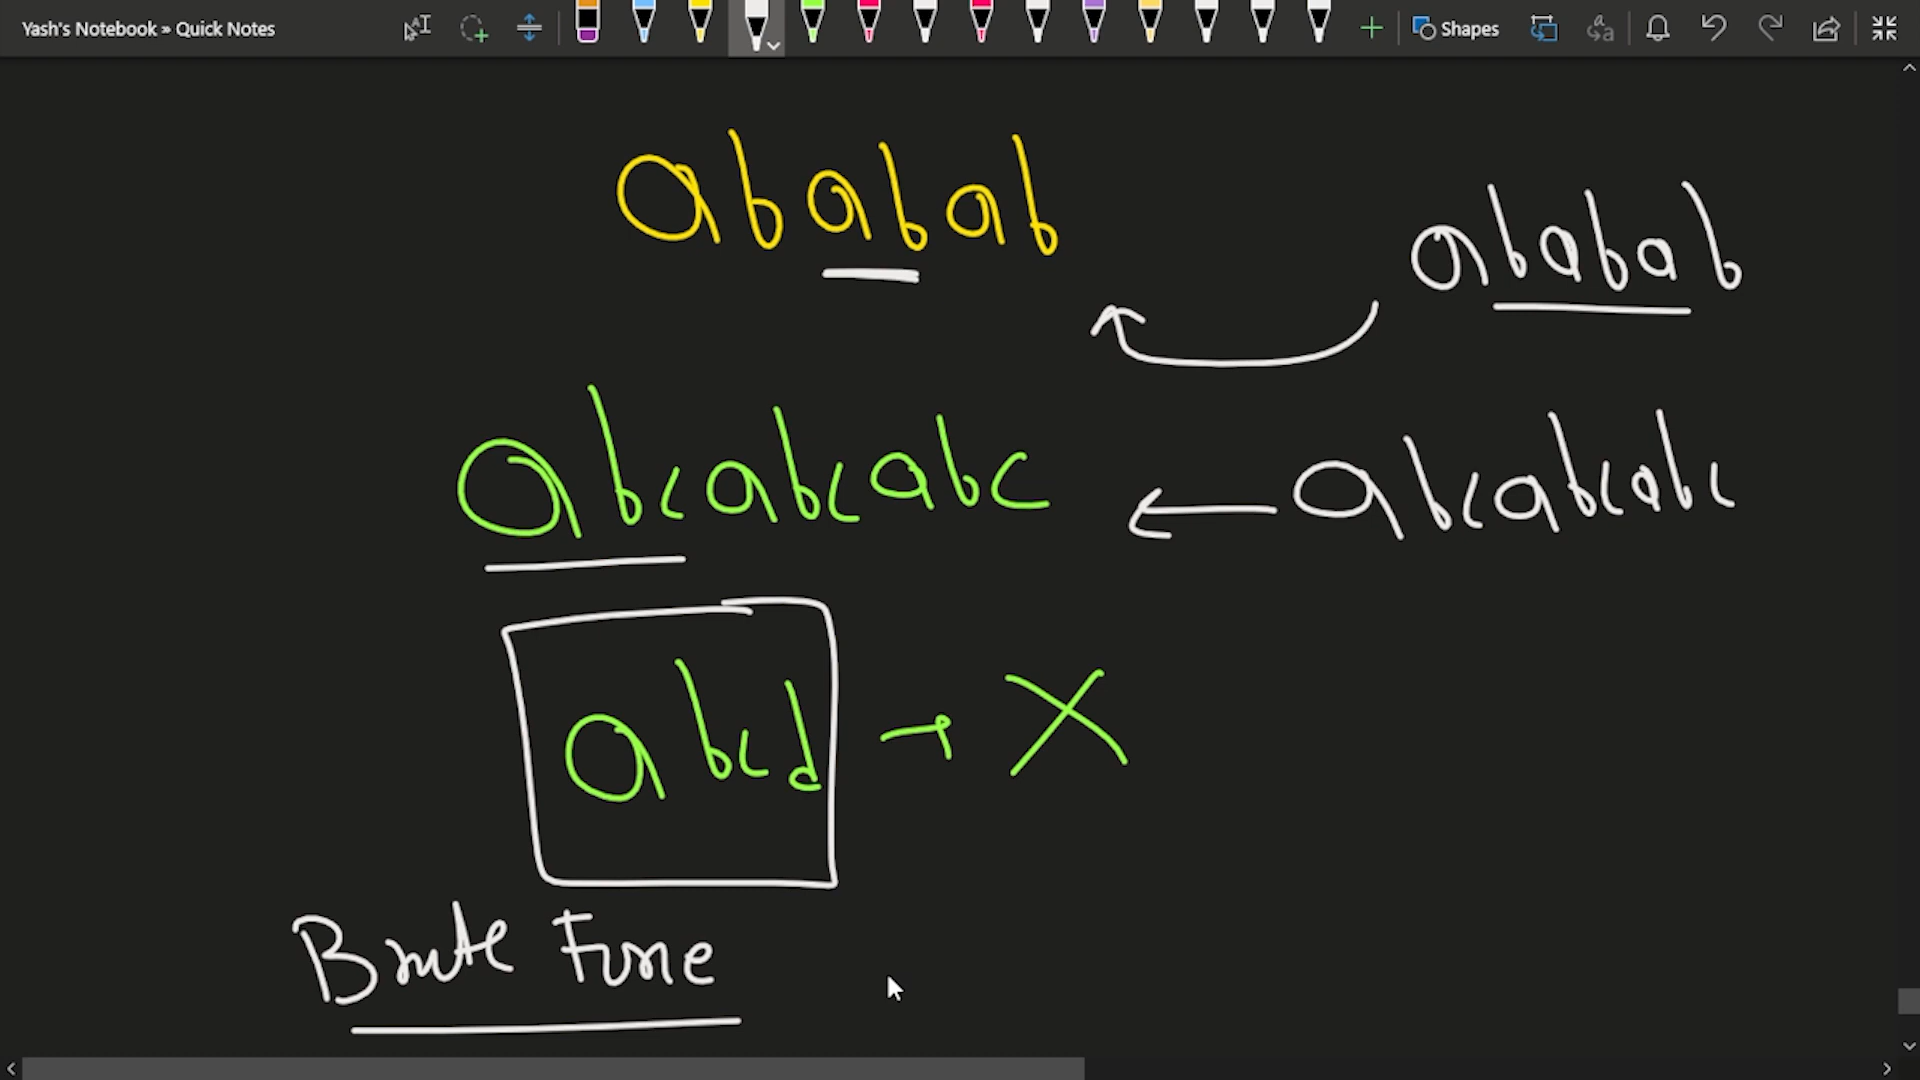 Yash's Notebook » Quick Notes
Shapes
ababab
ababab
abcabcabc ← abcabcabc
abcd → X
Brute Force